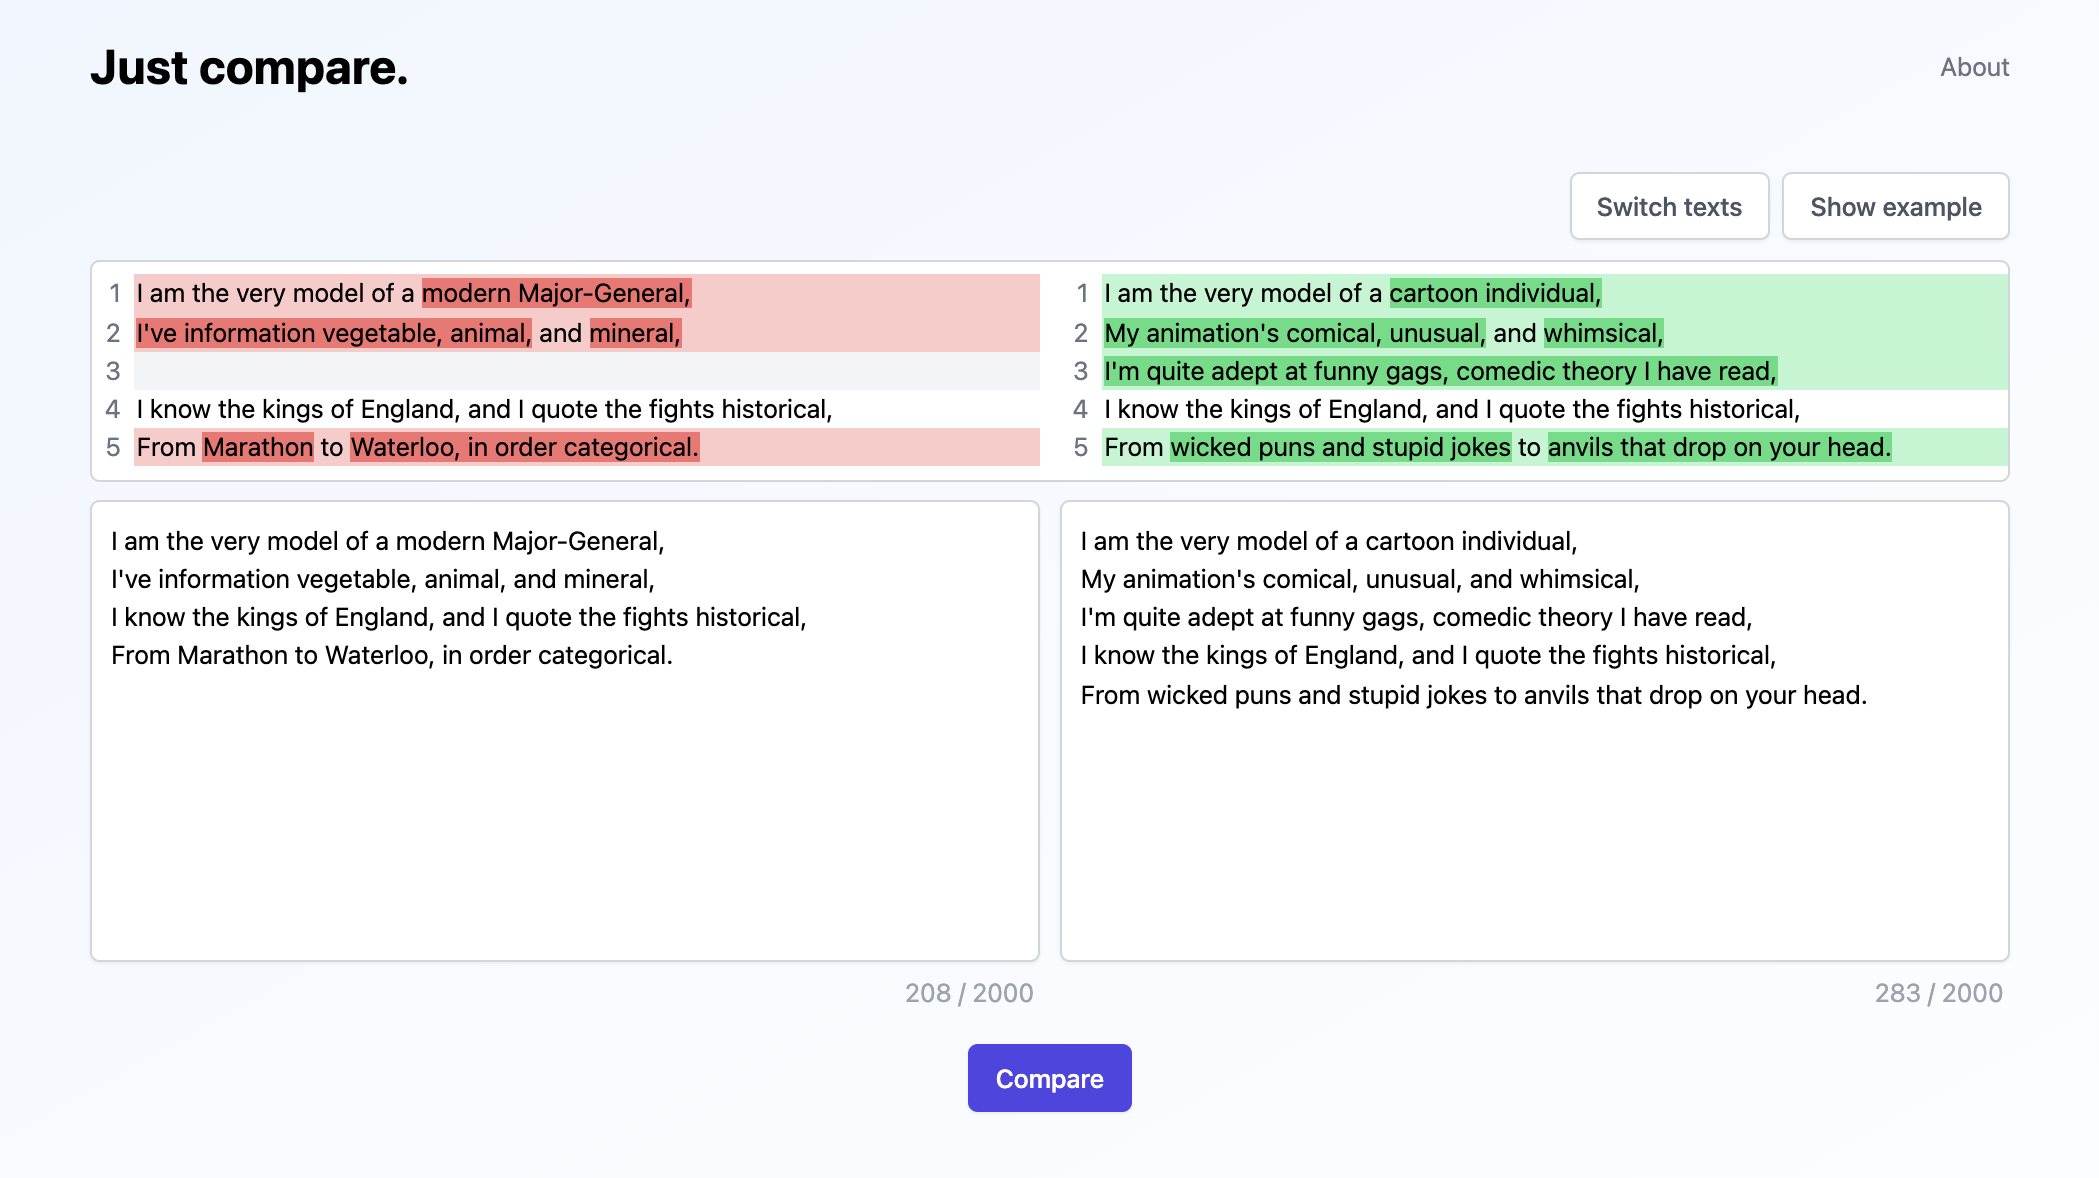 Just compare.
About
Switch texts
Show example
1 I am the very model of a modern Major-General,
2 I've information vegetable, animal, and mineral,
3
4 I know the kings of England, and I quote the fights historical,
5 From Marathon to Waterloo, in order categorical.
1 I am the very model of a cartoon individual,
2 My animation's comical, unusual, and whimsical,
3 I'm quite adept at funny gags, comedic theory I have read,
4 I know the kings of England, and I quote the fights historical,
5 From wicked puns and stupid jokes to anvils that drop on your head.
I am the very model of a modern Major-General,
I've information vegetable, animal, and mineral,
I know the kings of England, and I quote the fights historical,
From Marathon to Waterloo, in order categorical.
208 / 2000
I am the very model of a cartoon individual,
My animation's comical, unusual, and whimsical,
I'm quite adept at funny gags, comedic theory I have read,
I know the kings of England, and I quote the fights historical,
From wicked puns and stupid jokes to anvils that drop on your head.
283 / 2000
Compare